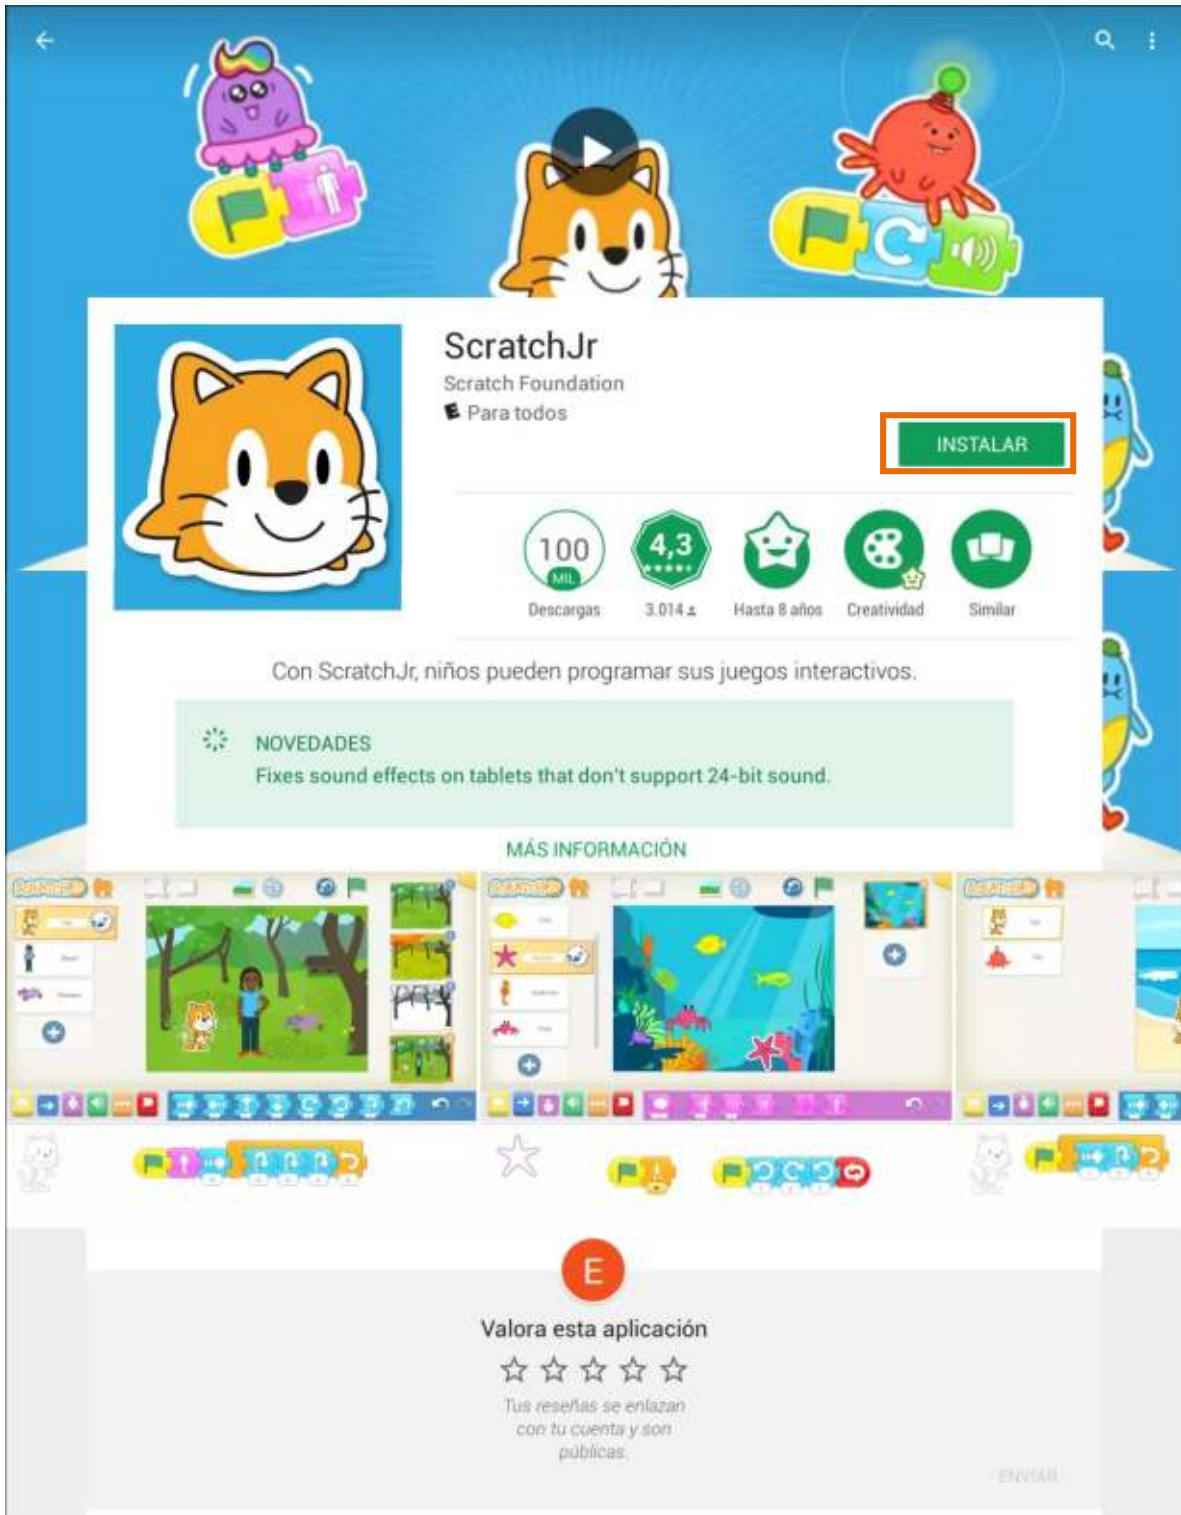 ScratchJr
Scratch Foundation
E Para todos
INSTALAR
100
MIL
4,3
Descargas
3.014
Hasta 8 años
Creatividad
Similar
Con ScratchJr, niños pueden programar sus juegos interactivos.
NOVEDADES
Fixes sound effects on tablets that don't support 24-bit sound.
MÁS INFORMACIÓN
E
Valora esta aplicación
Tus reseñas se enlazan
con tu cuenta y son
públicas.
ENVIAR